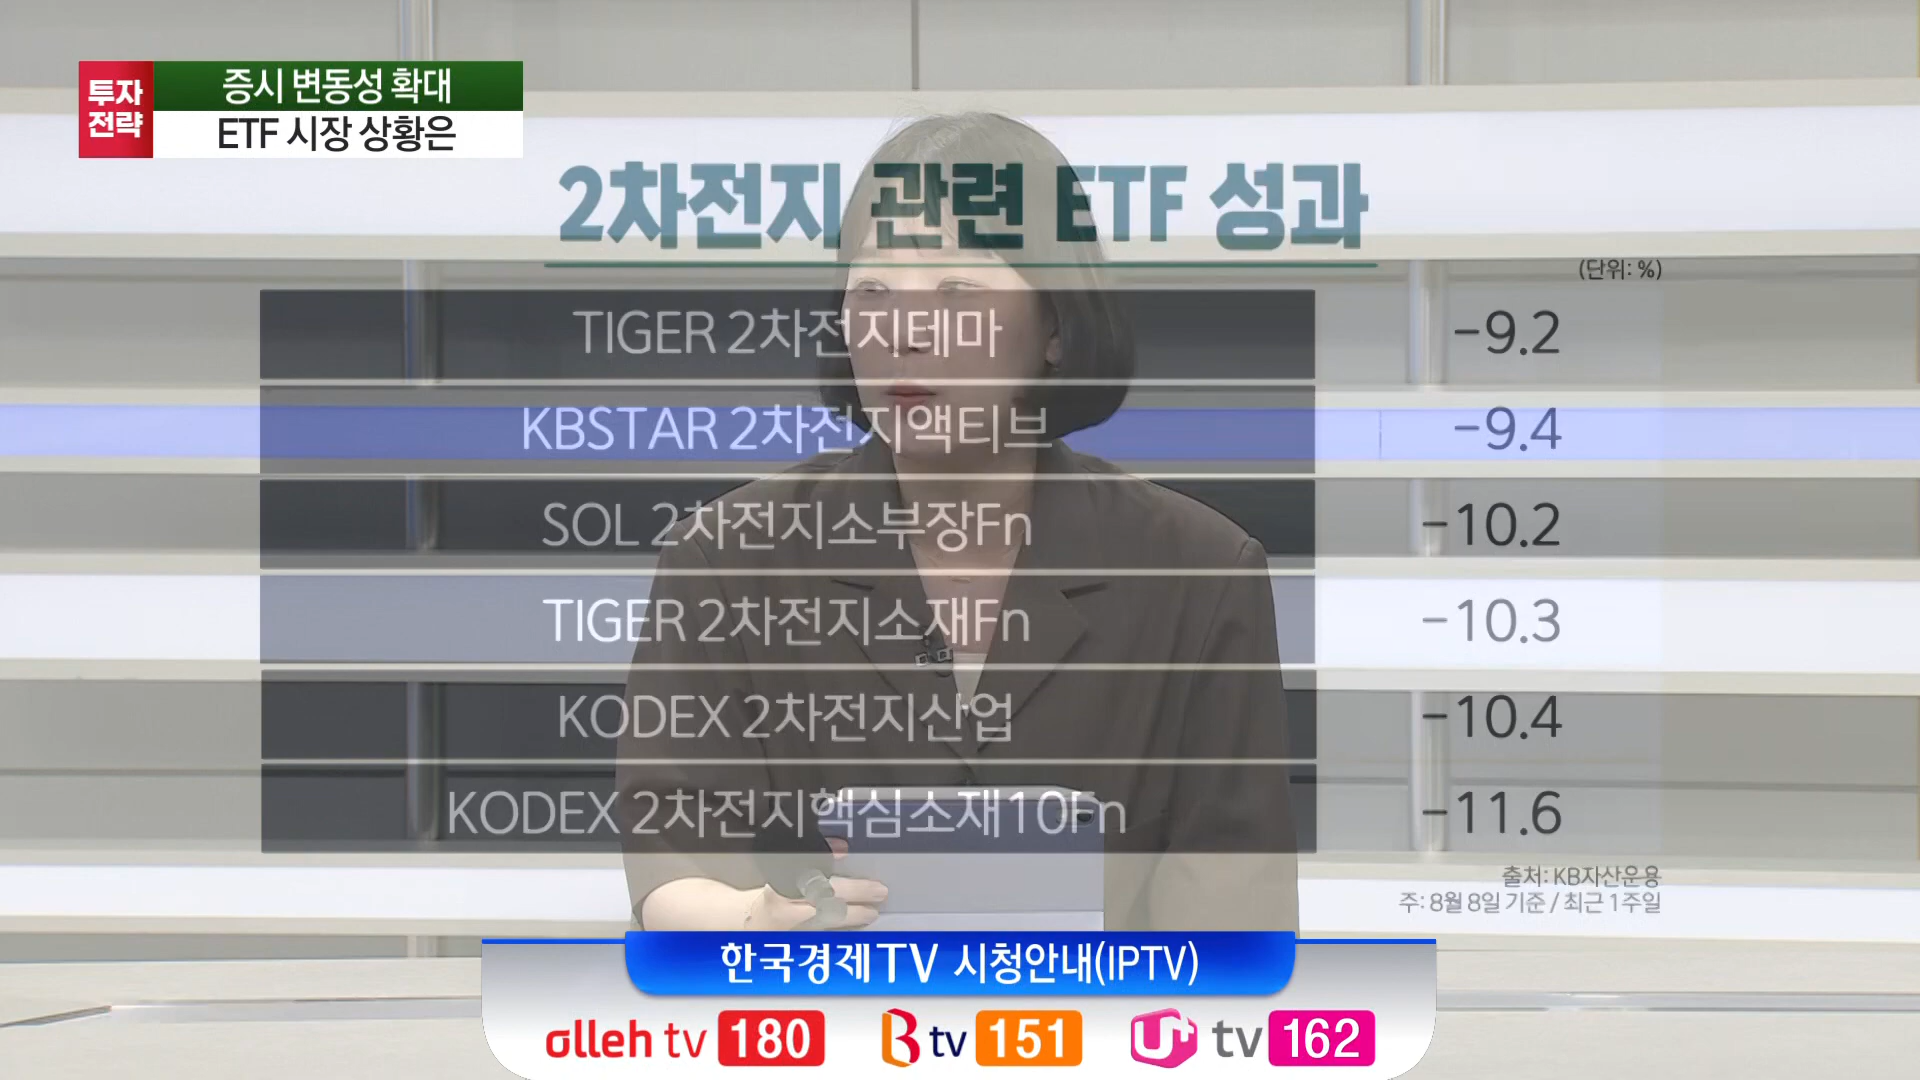 투자
전략
증시 변동성 확대
ETF 시장 상황은
2차전지 관련 ETF 성과
(단위: %)
TIGER 2차전지테마 -9.2
KBSTAR 2차전지액티브 -9.4
SOL 2차전지소부장Fn -10.2
TIGER 2차전지소재Fn -10.3
KODEX 2차전지산업 -10.4
KODEX 2차전지핵심소재10Fn -11.6
출처: KB자산운용
주: 8월 8일 기준 / 최근 1주일
한국경제TV 시청안내(IPTV)
olleh tv 180 B tv 151 U+ tv 162